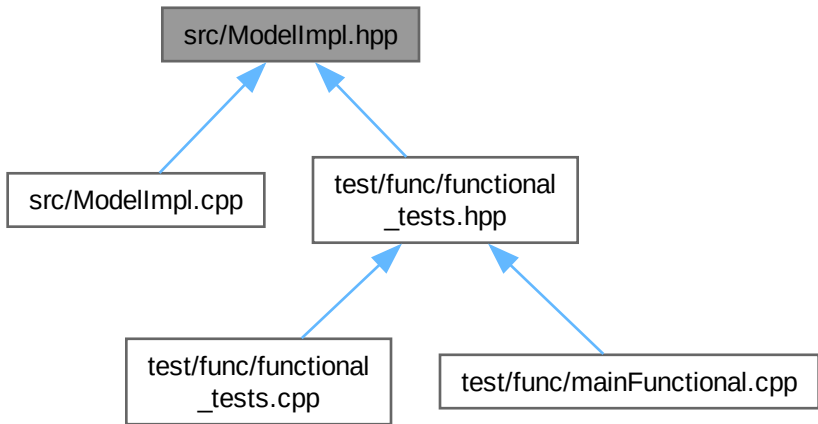 src/ModelImpl.hpp
src/ModelImpl.cpp
test/func/functional
_tests.hpp
test/func/functional
_tests.cpp
test/func/mainFunctional.cpp